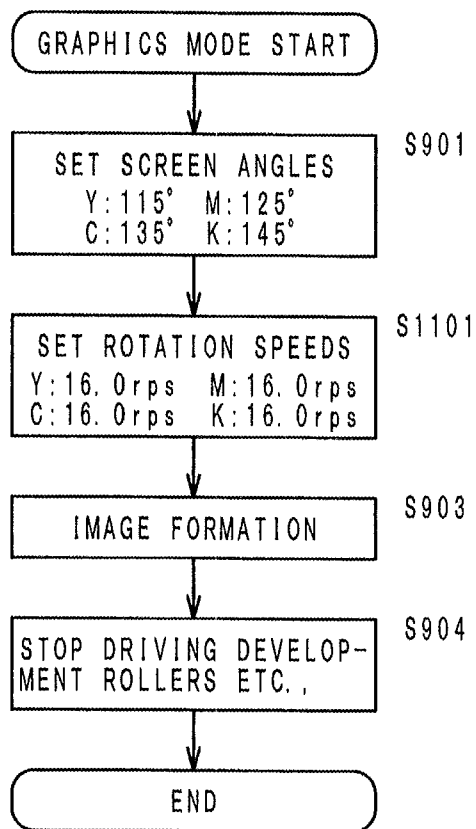 GRAPHICS MODE START
S901
SET SCREEN ANGLES
Y:115° M:125°
C:135° K:145°
S1101
SET ROTATION SPEEDS
Y:16.0rps M:16.0rps
C:16.0rps K:16.0rps
S903
IMAGE FORMATION
S904
STOP DRIVING DEVELOP-
MENT ROLLERS ETC.,
END